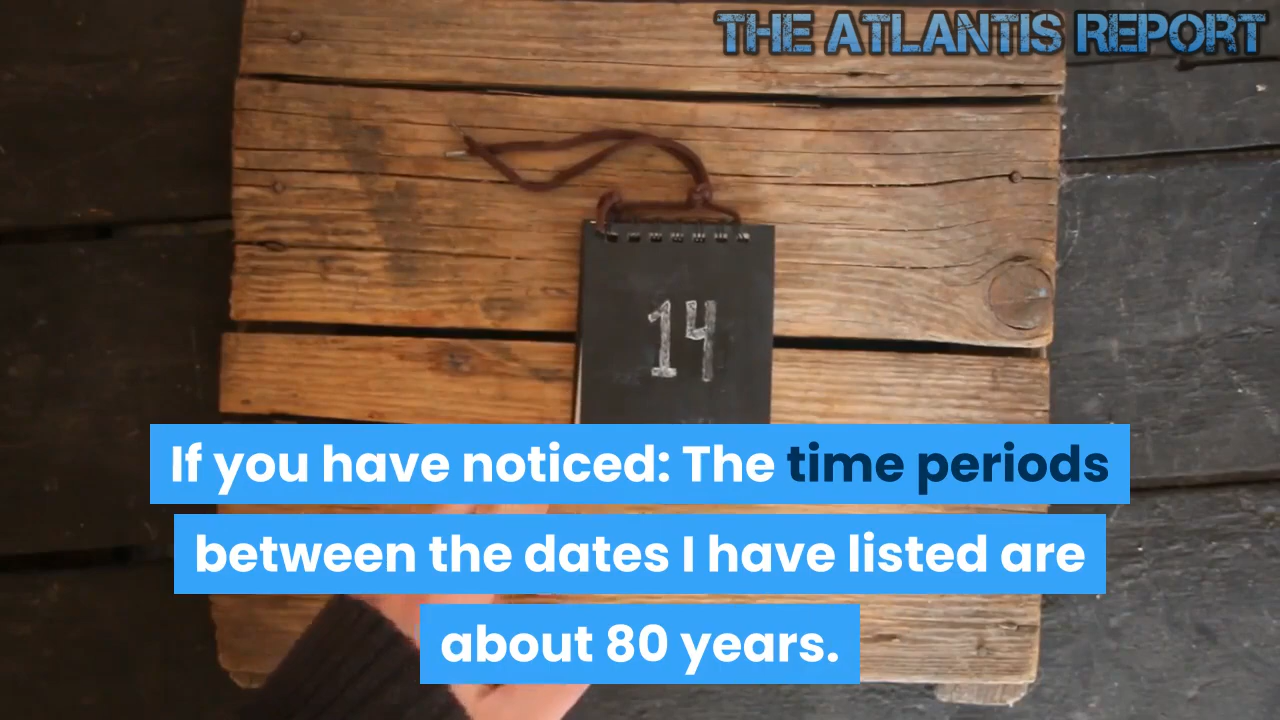 THE ATLANTIS REPORT
14
If you have noticed: The time periods
between the dates I have listed are
about 80 years.